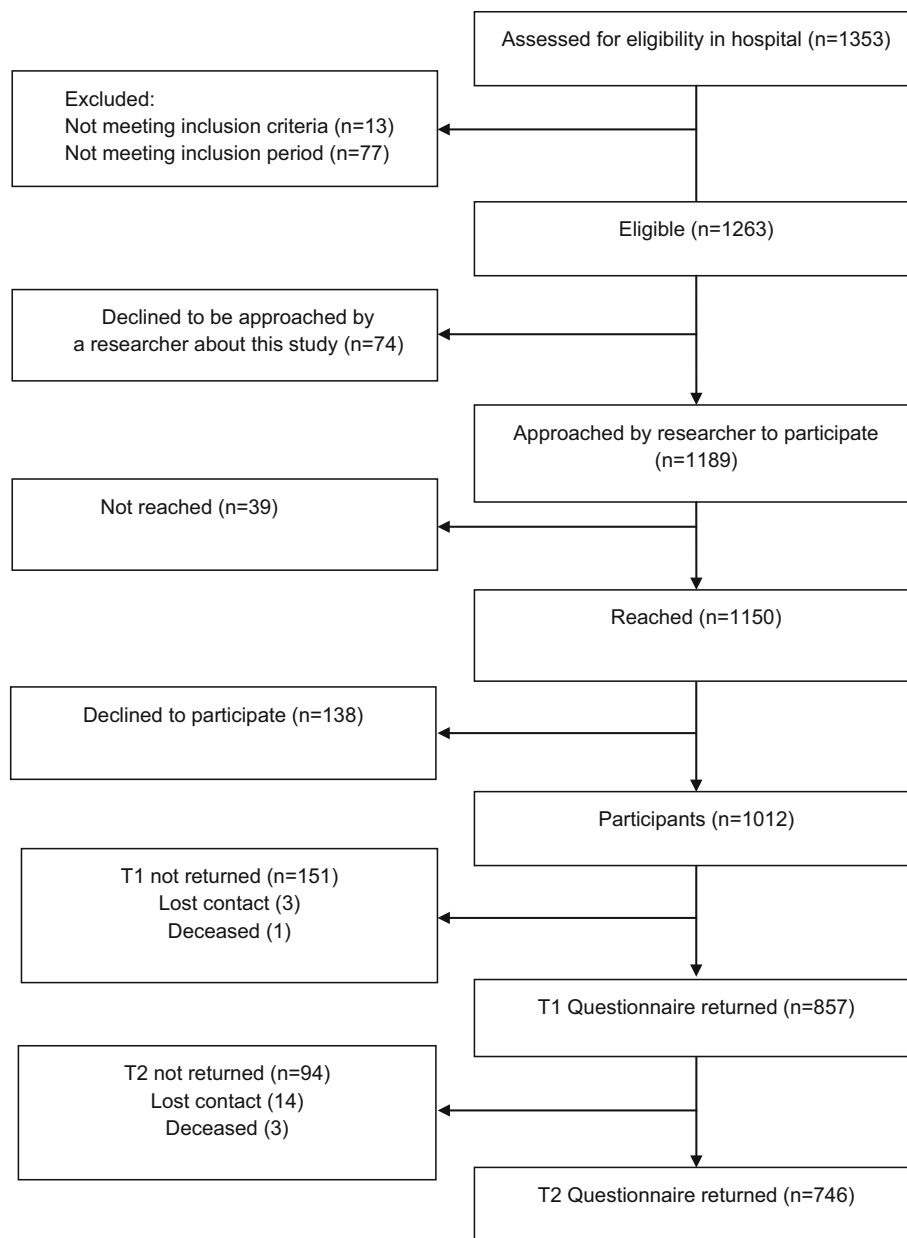 Assessed for eligibility in hospital (n=1353)
Excluded:
Not meeting inclusion criteria (n=13)
Not meeting inclusion period (n=77)
Eligible (n=1263)
Declined to be approached by
a researcher about this study (n=74)
Approached by researcher to participate
(n=1189)
Not reached (n=39)
Reached (n=1150)
Declined to participate (n=138)
Participants (n=1012)
T1 not returned (n=151)
Lost contact (3)
Deceased (1)
T1 Questionnaire returned (n=857)
T2 not returned (n=94)
Lost contact (14)
Deceased (3)
T2 Questionnaire returned (n=746)